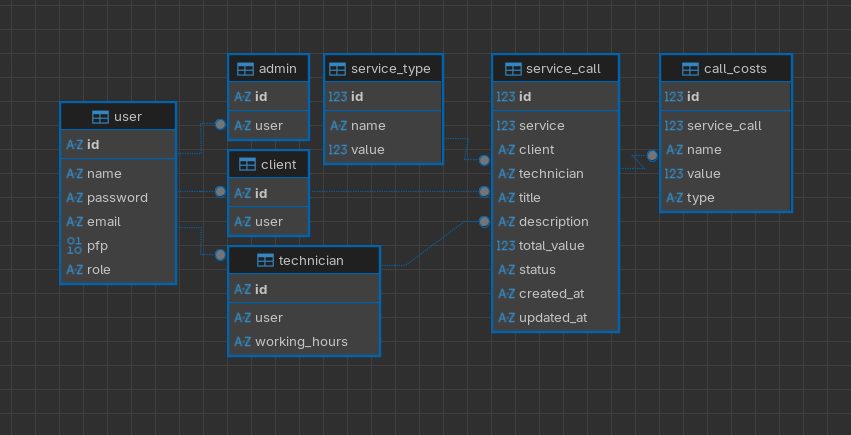 user
A-Z id
A-Z name
A-Z password
A-Z email
01 10 pfp
A-Z role
admin
A-Z id
A-Z user
client
A-Z id
A-Z user
technician
A-Z id
A-Z user
A-Z working_hours
service_type
123 id
A-Z name
123 value
service_call
123 id
123 service
A-Z client
A-Z technician
A-Z title
A-Z description
123 total_value
A-Z status
A-Z created_at
A-Z updated_at
call_costs
123 id
123 service_call
A-Z name
123 value
A-Z type